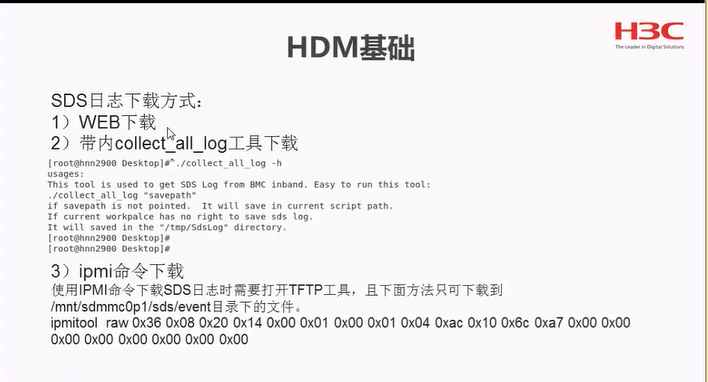 HDM基础
H3C
The Leader in Digital Solutions
SDS日志下载方式：
1）WEB下载
2）带内collect_all_log工具下载
[root@hnn2900 Desktop]# ./collect_all_log -h
usages:
This tool is used to get SDS Log from BMC inband. Easy to run this tool:
./collect_all_log "savepath"
if savepath is not pointed.  It will save in current script path.
If current workpalce has no right to save sds log.
It will saved in the "/tmp/SdsLog" directory.
[root@hnn2900 Desktop]#
[root@hnn2900 Desktop]#
3）ipmi命令下载
使用IPMI命令下载SDS日志时需要打开TFTP工具，且下面方法只可下载到
/mnt/sdmmc0p1/sds/event目录下的文件。
ipmitool  raw 0x36 0x08 0x20 0x14 0x00 0x01 0x00 0x01 0x04 0xac 0x10 0x6c 0xa7 0x00 0x00
0x00 0x00 0x00 0x00 0x00 0x00